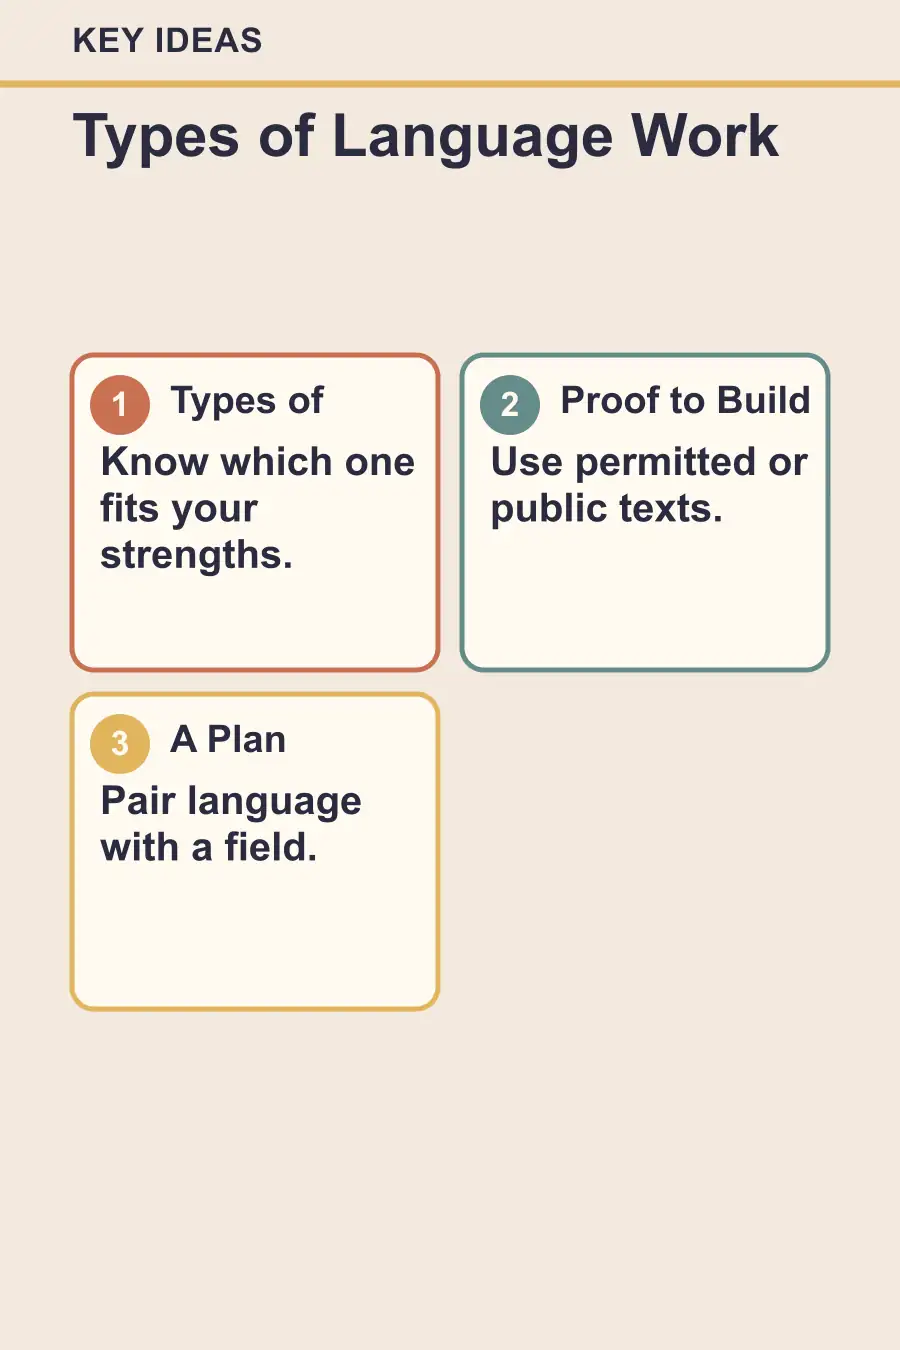 KEY IDEAS
Types of Language Work
1 Types of
Know which one
fits your
strengths.
2 Proof to Build
Use permitted or
public texts.
3 A Plan
Pair language
with a field.